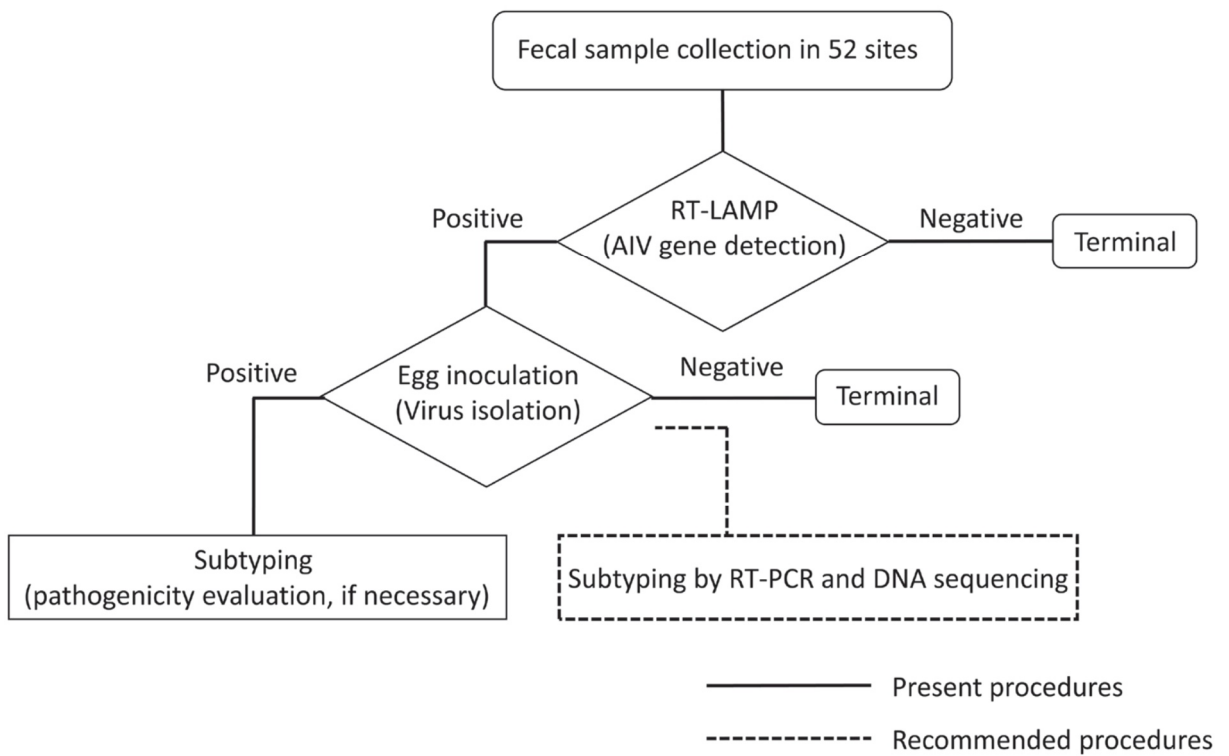 Fecal sample collection in 52 sites
RT-LAMP
(AIV gene detection)
Positive
Negative
Terminal
Egg inoculation
(Virus isolation)
Positive
Negative
Terminal
Subtyping
(pathogenicity evaluation, if necessary)
Subtyping by RT-PCR and DNA sequencing
Present procedures
Recommended procedures